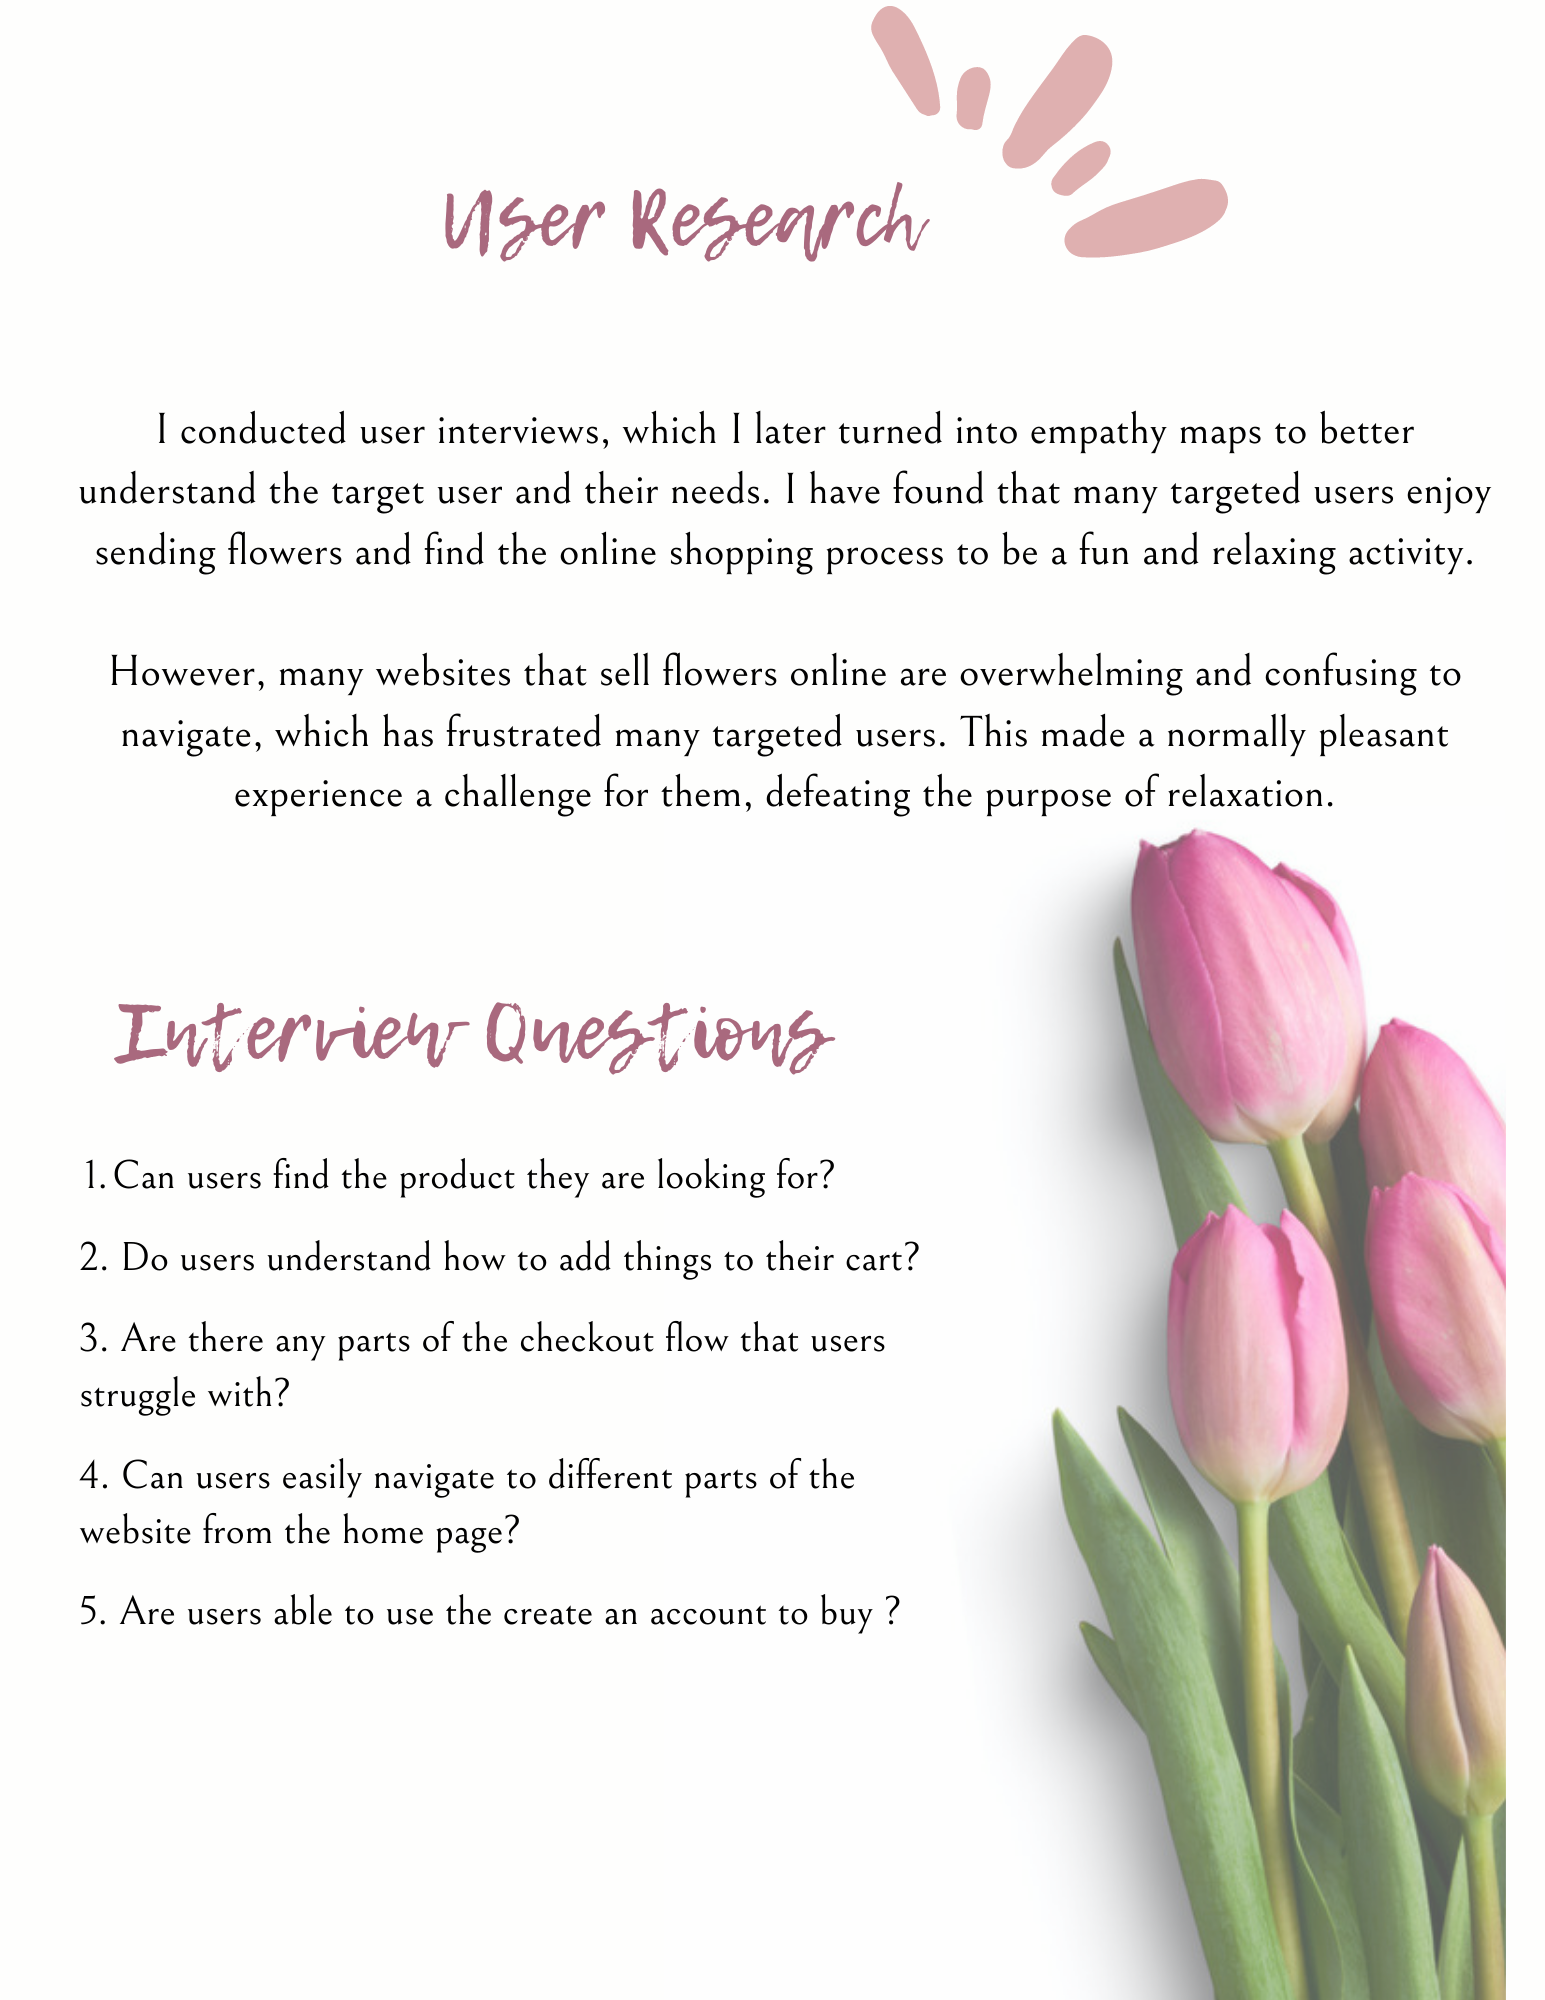 User Research
I conducted user interviews, which I later turned into empathy maps to better
understand the target user and their needs. I have found that many targeted users enjoy
sending flowers and find the online shopping process to be a fun and relaxing activity.
However, many websites that sell flowers online are overwhelming and confusing to
navigate, which has frustrated many targeted users. This made a normally pleasant
experience a challenge for them, defeating the purpose of relaxation.
Interview Questions
1. Can users find the product they are looking for?
2. Do users understand how to add things to their cart?
3. Are there any parts of the checkout flow that users
struggle with?
4. Can users easily navigate to different parts of the
website from the home page?
5. Are users able to use the create an account to buy ?